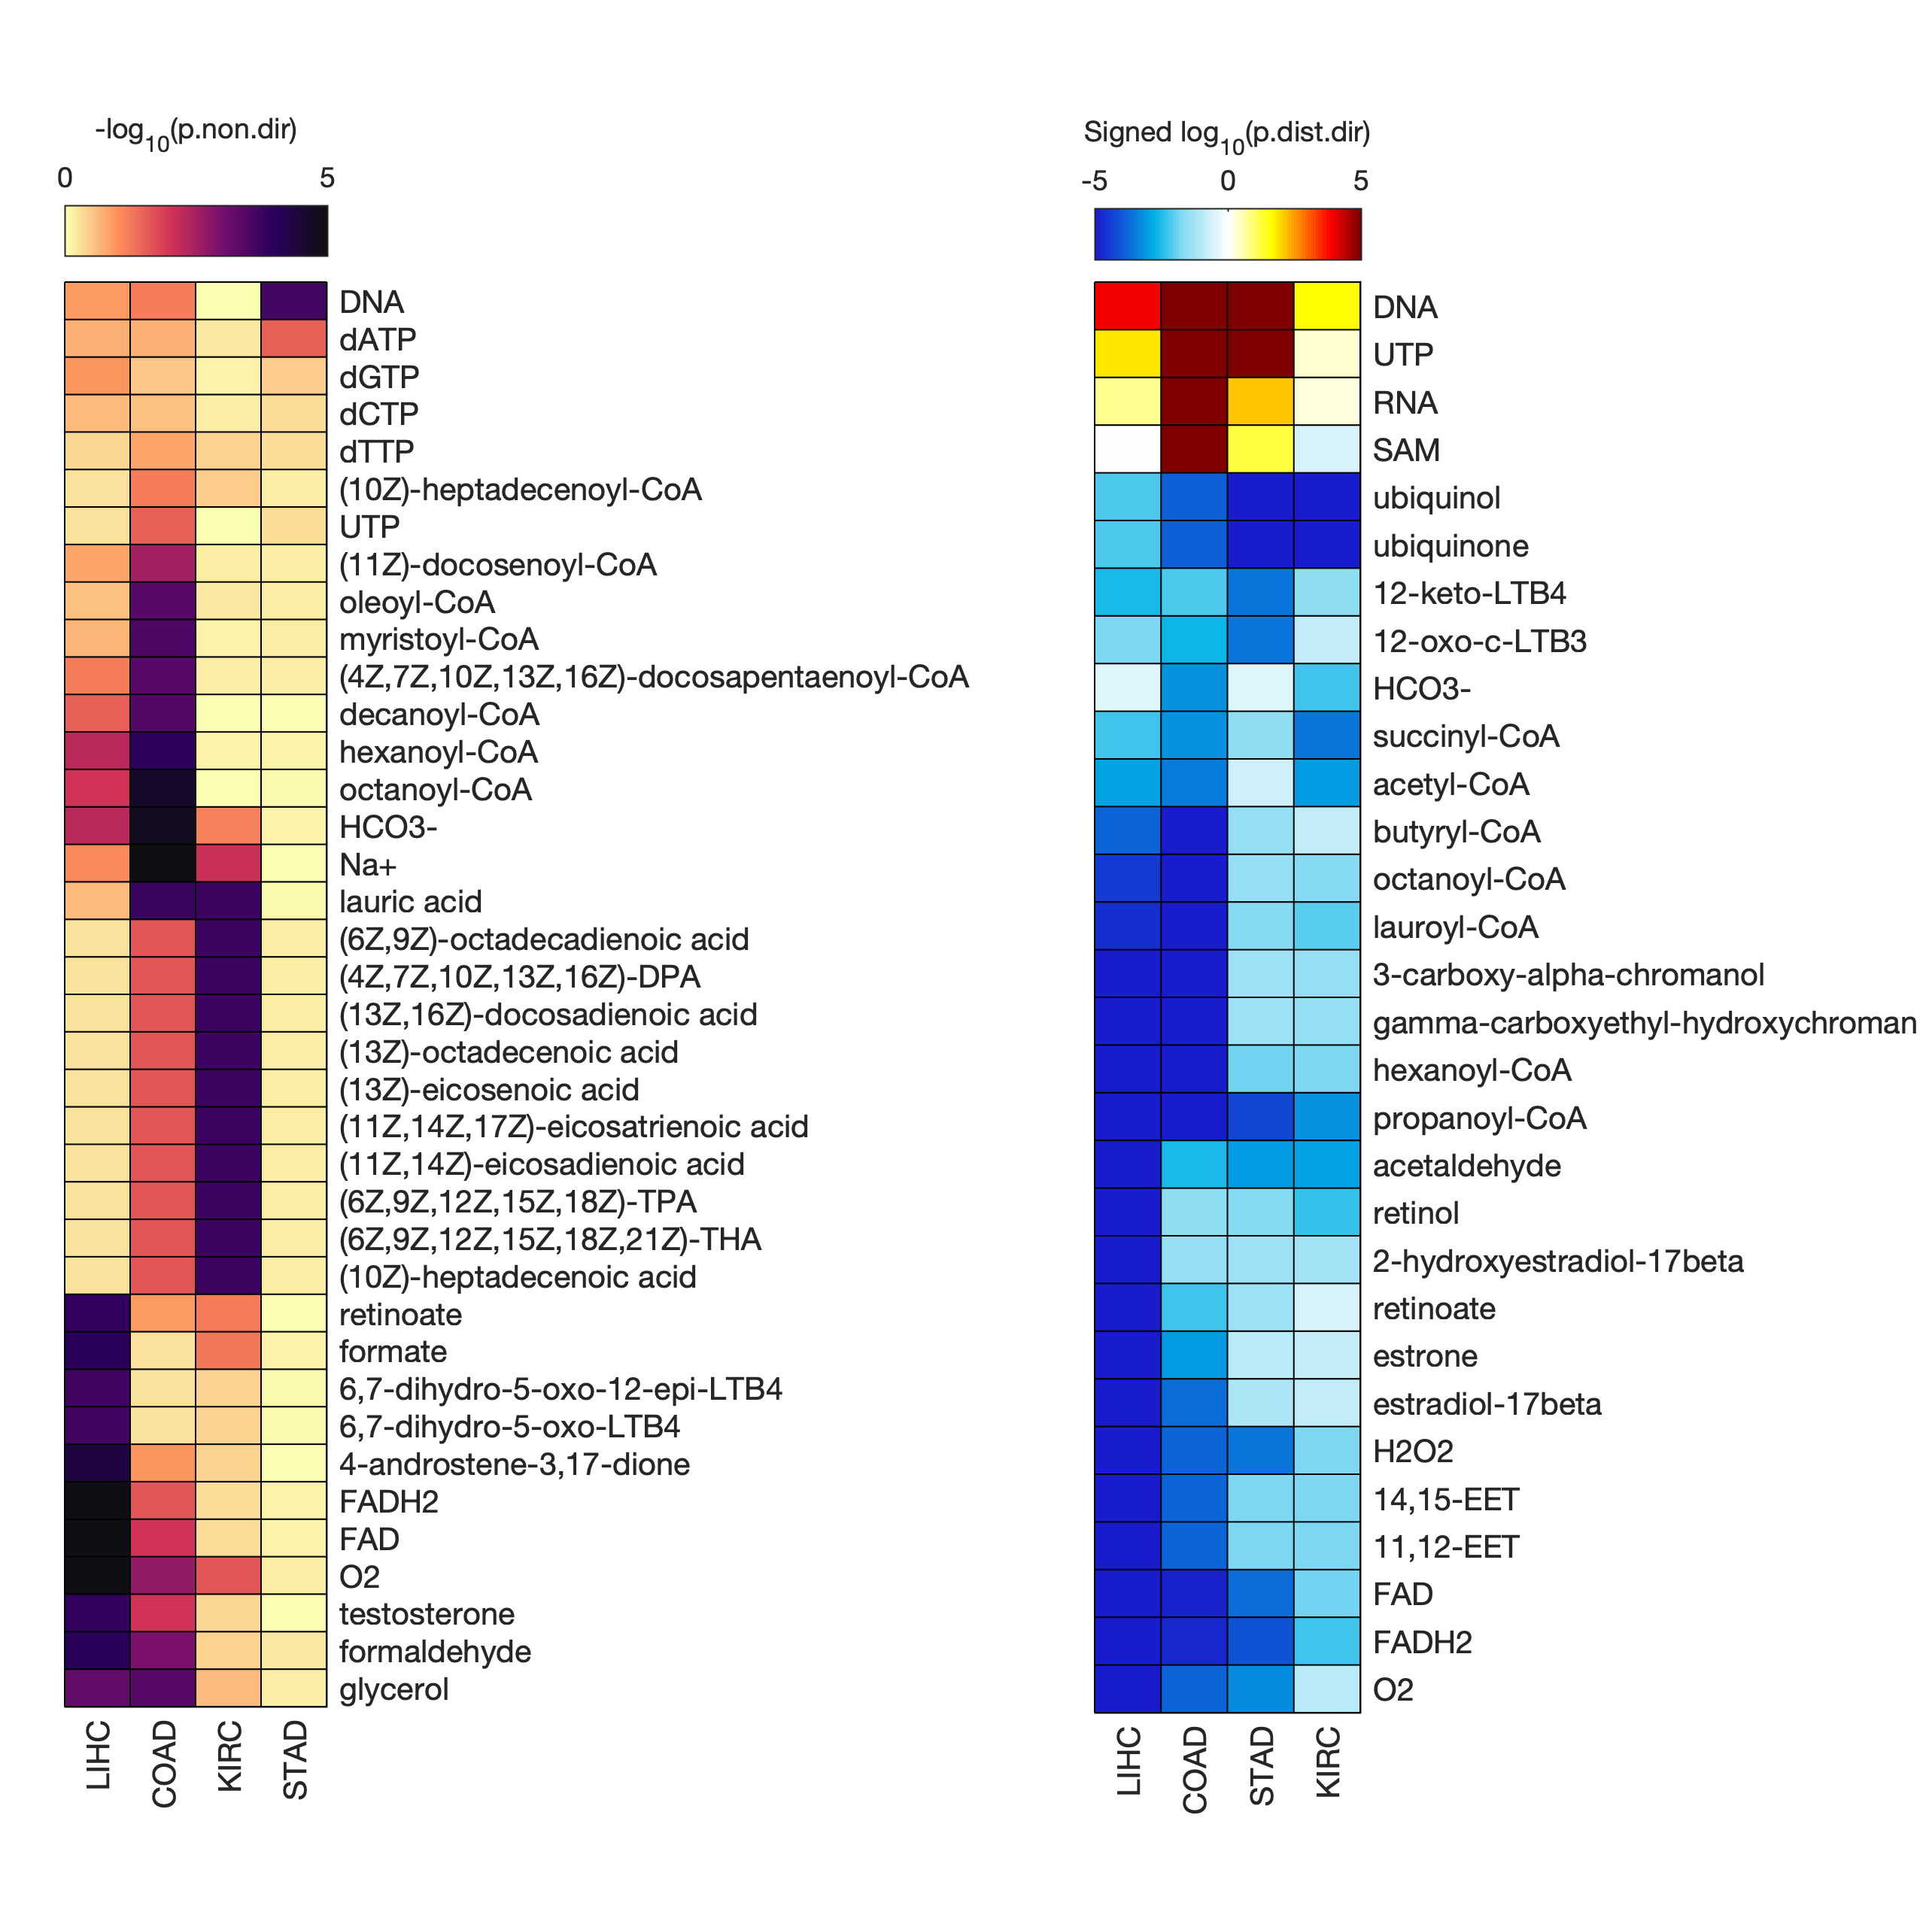 -log10(p.non.dir)
0 5
DNA
dATP
dGTP
dCTP
dTTP
(10Z)-heptadecenoyl-CoA
UTP
(11Z)-docosenoyl-CoA
oleoyl-CoA
myristoyl-CoA
(4Z,7Z,10Z,13Z,16Z)-docosapentaenoyl-CoA
decanoyl-CoA
hexanoyl-CoA
octanoyl-CoA
HCO3-
Na+
lauric acid
(6Z,9Z)-octadecadienoic acid
(4Z,7Z,10Z,13Z,16Z)-DPA
(13Z,16Z)-docosadienoic acid
(13Z)-octadecenoic acid
(13Z)-eicosenoic acid
(11Z,14Z,17Z)-eicosatrienoic acid
(11Z,14Z)-eicosadienoic acid
(6Z,9Z,12Z,15Z,18Z)-TPA
(6Z,9Z,12Z,15Z,18Z,21Z)-THA
(10Z)-heptadecenoic acid
retinoate
formate
6,7-dihydro-5-oxo-12-epi-LTB4
6,7-dihydro-5-oxo-LTB4
4-androstene-3,17-dione
FADH2
FAD
O2
testosterone
formaldehyde
glycerol
LIHC
COAD
KIRC
STAD
Signed log10(p.dist.dir)
-5 0 5
DNA
UTP
RNA
SAM
ubiquinol
ubiquinone
12-keto-LTB4
12-oxo-c-LTB3
HCO3-
succinyl-CoA
acetyl-CoA
butyryl-CoA
octanoyl-CoA
lauroyl-CoA
3-carboxy-alpha-chromanol
gamma-carboxyethyl-hydroxychroman
hexanoyl-CoA
propanoyl-CoA
acetaldehyde
retinol
2-hydroxyestradiol-17beta
retinoate
estrone
estradiol-17beta
H2O2
14,15-EET
11,12-EET
FAD
FADH2
O2
LIHC
COAD
STAD
KIRC